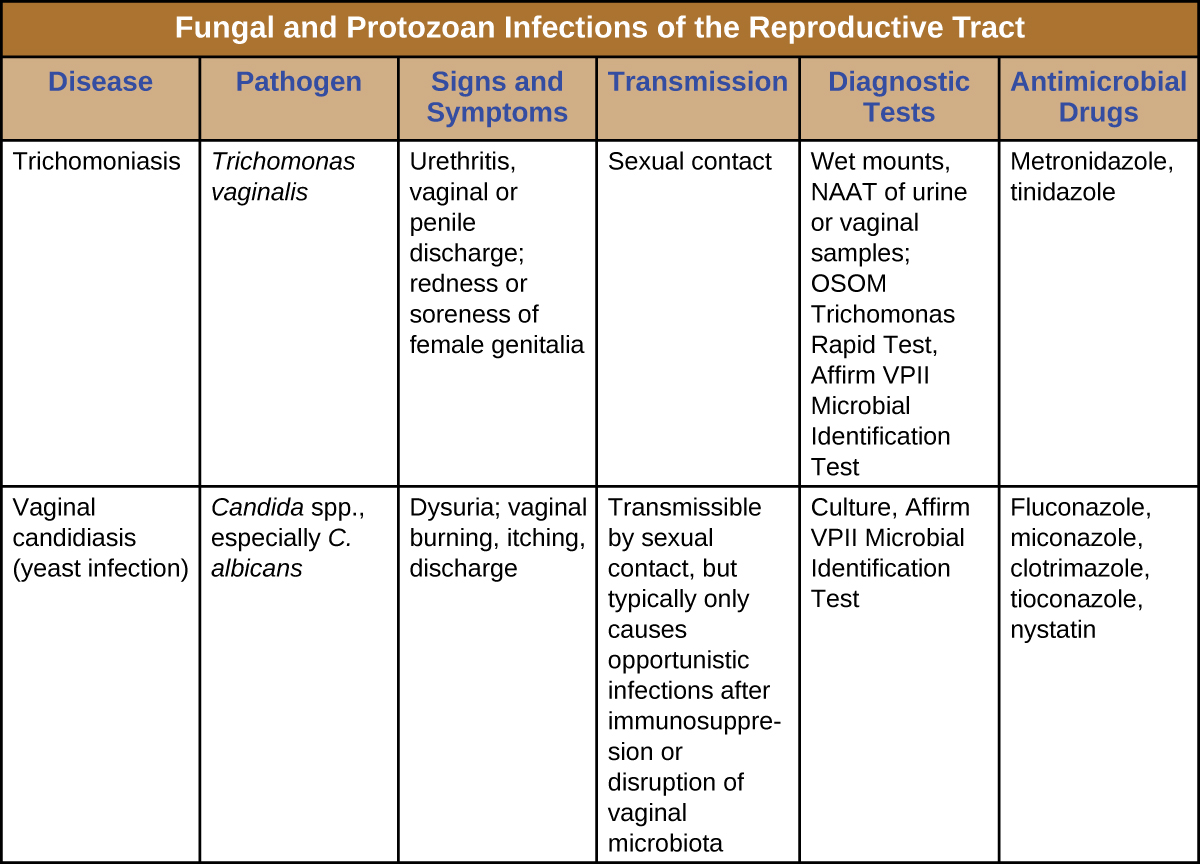 Fungal and Protozoan Infections of the Reproductive Tract
Disease
Pathogen
Signs and
Symptoms
Transmission
Diagnostic
Tests
Antimicrobial
Drugs
Trichomoniasis
Trichomonas
vaginalis
Urethritis,
vaginal or
penile
discharge;
redness or
soreness of
female genitalia
Sexual contact
Wet mounts,
NAAT of urine
or vaginal
samples;
OSOM
Trichomonas
Rapid Test,
Affirm VPII
Microbial
Identification
Test
Metronidazole,
tinidazole
Vaginal
candidiasis
(yeast infection)
Candida spp.,
especially C.
albicans
Dysuria; vaginal
burning, itching,
discharge
Transmissible
by sexual
contact, but
typically only
causes
opportunistic
infections after
immunosuppre-
sion or
disruption of
vaginal
microbiota
Culture, Affirm
VPII Microbial
Identification
Test
Fluconazole,
miconazole,
clotrimazole,
tioconazole,
nystatin